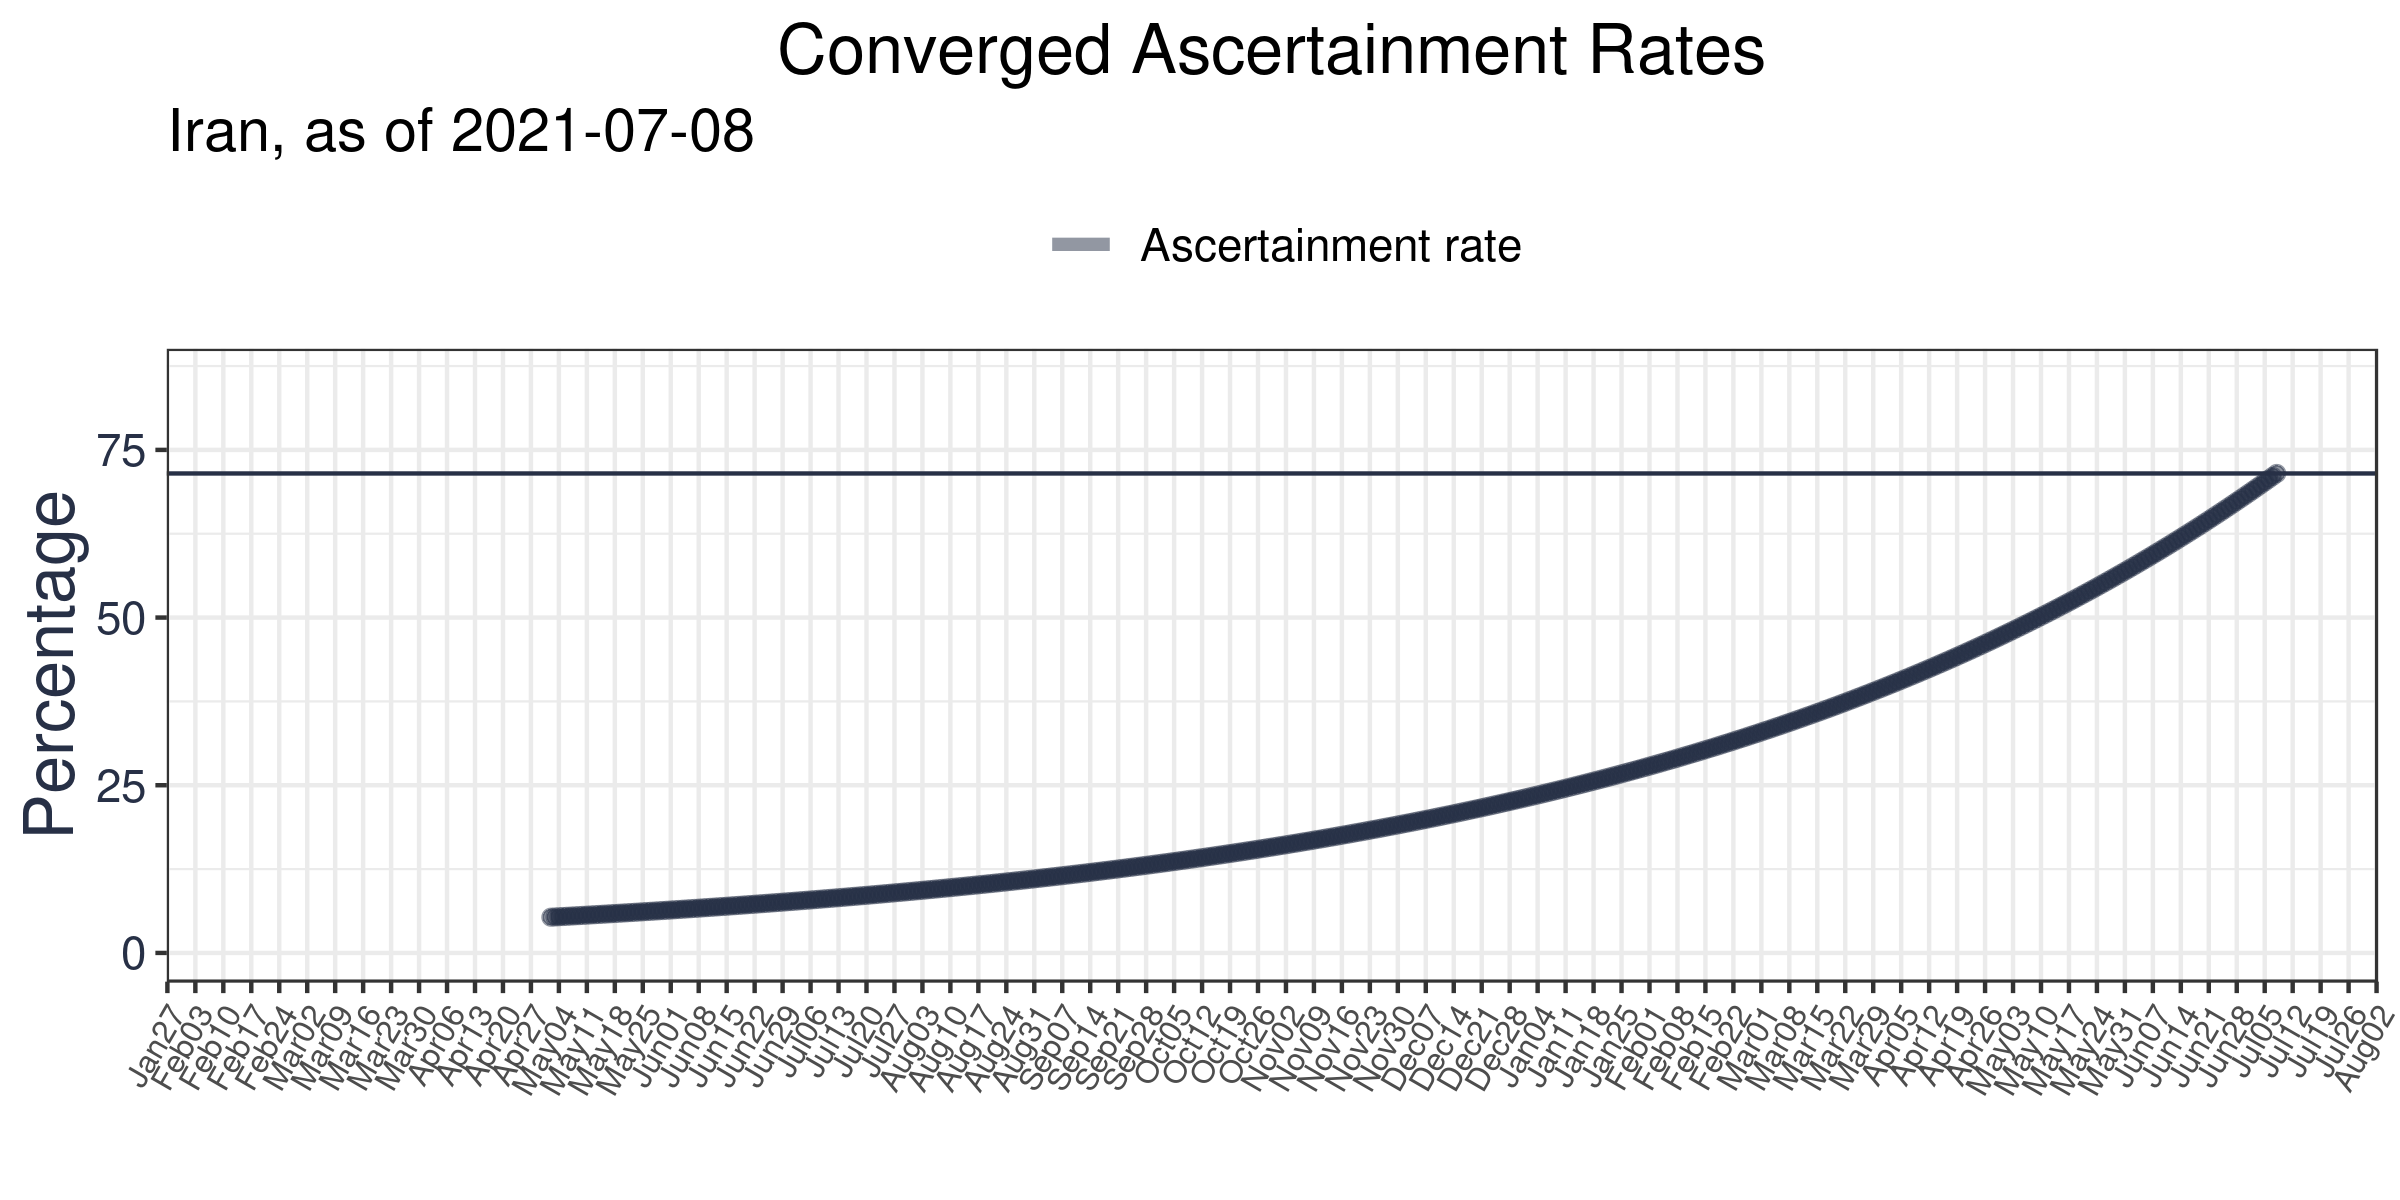 Converged Ascertainment Rates
Iran, as of 2021-07-08
Ascertainment rate
Percentage
75
50
25
0
Jan27 Feb03 Feb10 Feb17 Feb24 Mar02 Mar09 Mar16 Mar23 Mar30 Apr06 Apr13 Apr20 Apr27 May04 May11 May18 May25 Jun01 Jun08 Jun15 Jun22 Jun29 Jul06 Jul13 Jul20 Jul27 Aug03 Aug10 Aug17 Aug24 Aug31 Sep07 Sep14 Sep21 Sep28 Oct05 Oct12 Oct19 Oct26 Nov02 Nov09 Nov16 Nov23 Nov30 Dec07 Dec14 Dec21 Dec28 Jan04 Jan11 Jan18 Jan25 Feb01 Feb08 Feb15 Feb22 Mar01 Mar08 Mar15 Mar22 Mar29 Apr05 Apr12 Apr19 Apr26 May03 May10 May17 May24 May31 Jun07 Jun14 Jun21 Jun28 Jul05 Jul12 Jul19 Jul26 Aug02